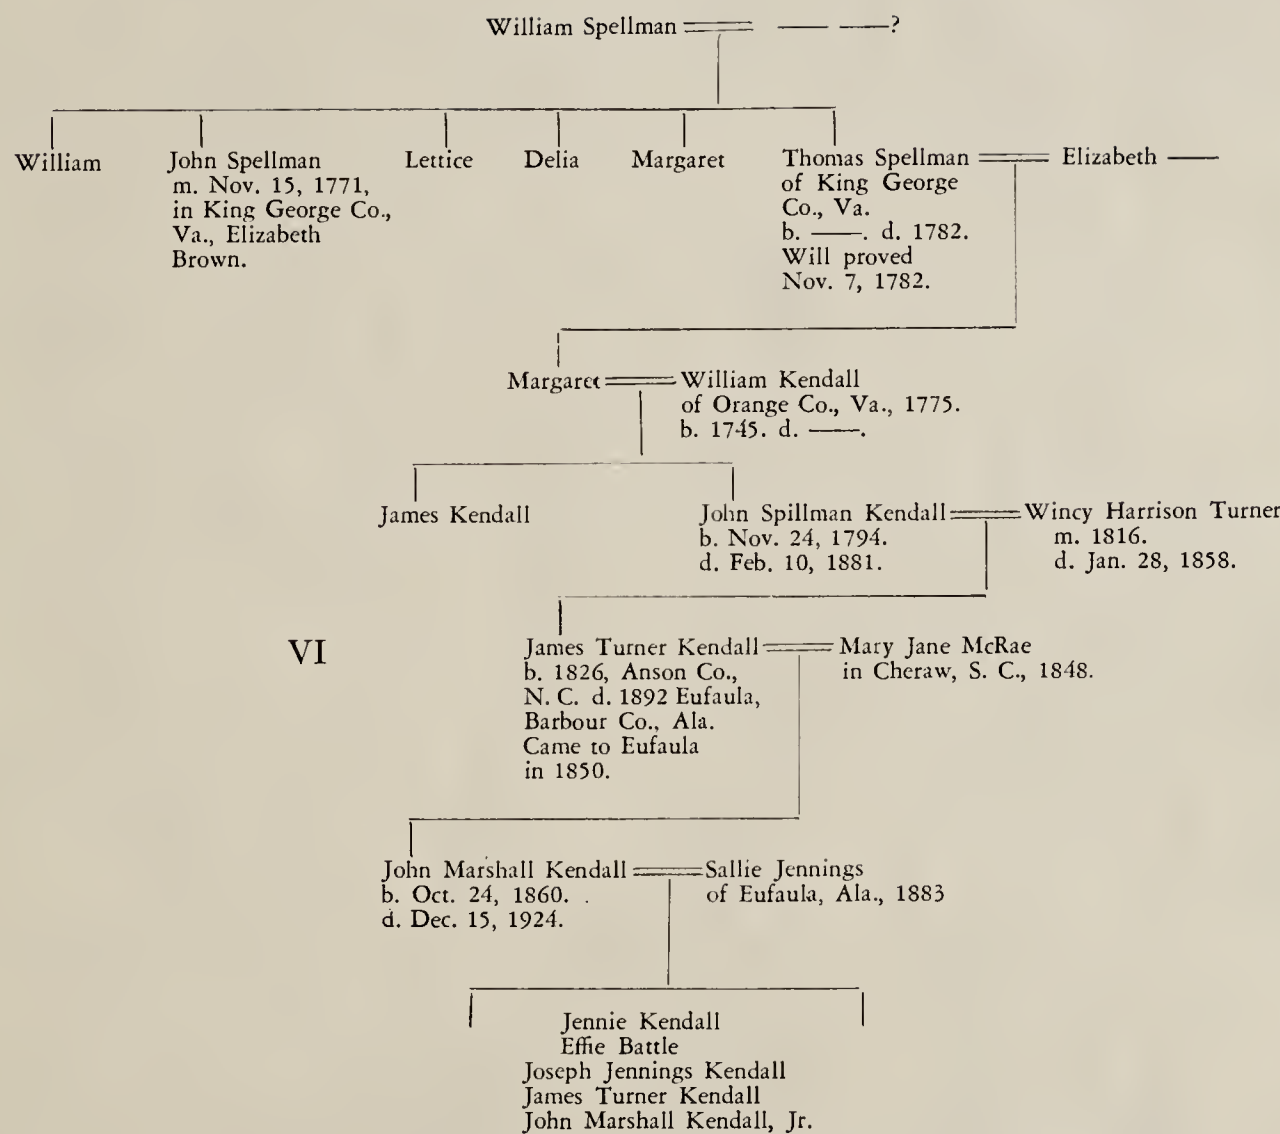 William Spellman ══ —— ——?
William
John Spellman
m. Nov. 15, 1771,
in King George Co.,
Va., Elizabeth
Brown.
Lettice
Delia
Margaret
Thomas Spellman ══ Elizabeth ——
of King George
Co., Va.
b. ——. d. 1782.
Will proved
Nov. 7, 1782.
Margaret ══ William Kendall
of Orange Co., Va., 1775.
b. 1745. d. ——.
James Kendall
John Spillman Kendall ══ Wincy Harrison Turner
b. Nov. 24, 1794.
d. Feb. 10, 1881.
m. 1816.
d. Jan. 28, 1858.
VI
James Turner Kendall ══ Mary Jane McRae
b. 1826, Anson Co.,
N. C. d. 1892 Eufaula,
Barbour Co., Ala.
Came to Eufaula
in 1850.
in Cheraw, S. C., 1848.
John Marshall Kendall ══ Sallie Jennings
b. Oct. 24, 1860.
d. Dec. 15, 1924.
of Eufaula, Ala., 1883
Jennie Kendall
Effie Battle
Joseph Jennings Kendall
James Turner Kendall
John Marshall Kendall, Jr.